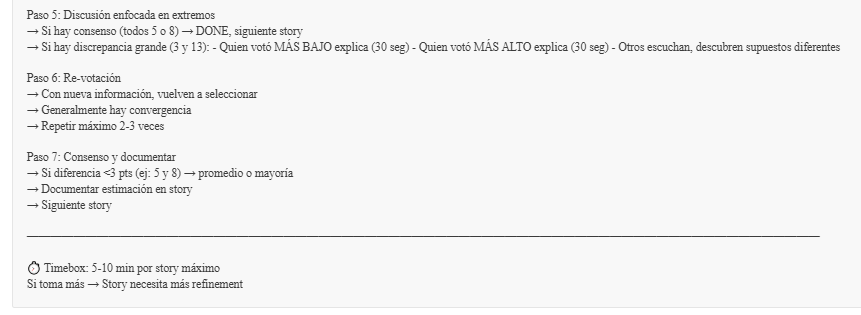 Paso 5: Discusión enfocada en extremos
→ Si hay consenso (todos 5 o 8) → DONE, siguiente story
→ Si hay discrepancia grande (3 y 13): - Quien votó MÁS BAJO explica (30 seg) - Quien votó MÁS ALTO explica (30 seg) - Otros escuchan, descubren supuestos diferentes
Paso 6: Re-votación
→ Con nueva información, vuelven a seleccionar
→ Generalmente hay convergencia
→ Repetir máximo 2-3 veces
Paso 7: Consenso y documentar
→ Si diferencia <3 pts (ej: 5 y 8) → promedio o mayoría
→ Documentar estimación en story
→ Siguiente story
⏱ Timebox: 5-10 min por story máximo
Si toma más → Story necesita más refinement